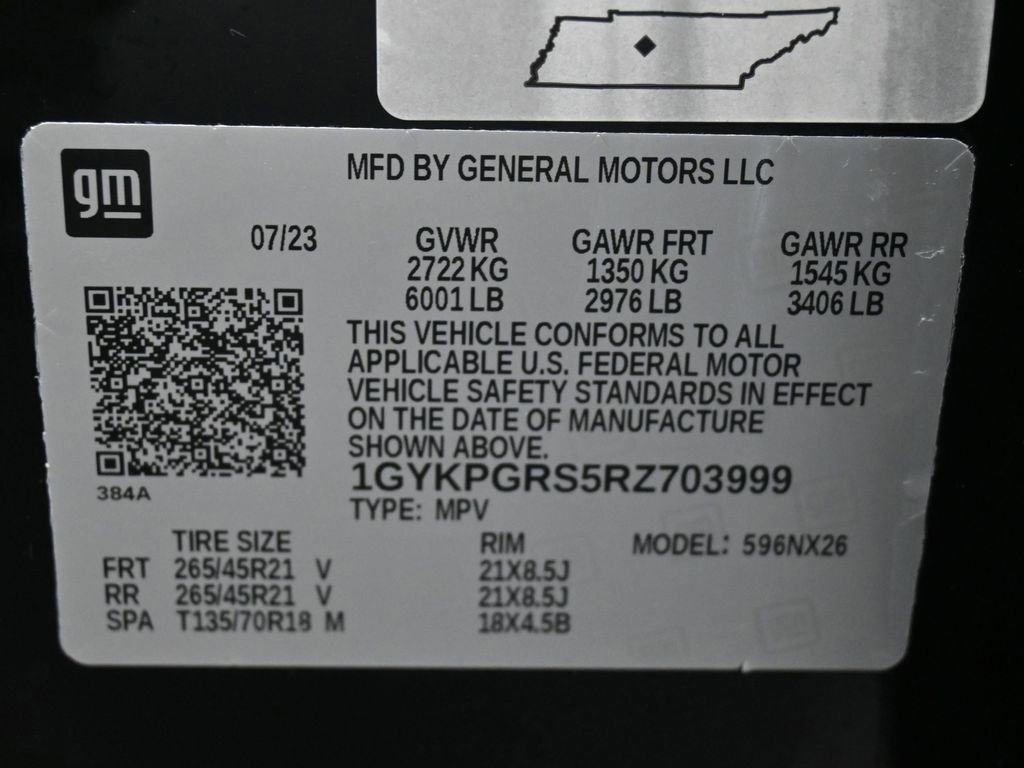 gm
MFD BY GENERAL MOTORS LLC
07/23 GVWR GAWR FRT GAWR RR
2722 KG 1350 KG 1545 KG
6001 LB 2976 LB 3406 LB
THIS VEHICLE CONFORMS TO ALL
APPLICABLE U.S. FEDERAL MOTOR
VEHICLE SAFETY STANDARDS IN EFFECT
ON THE DATE OF MANUFACTURE
SHOWN ABOVE.
384A
1GYKPGRS5RZ703999
TYPE: MPV
TIRE SIZE RIM MODEL: 596NX26
FRT 265/45R21 V 21X8.5J
RR 265/45R21 V 21X8.5J
SPA T135/70R18 M 18X4.5B